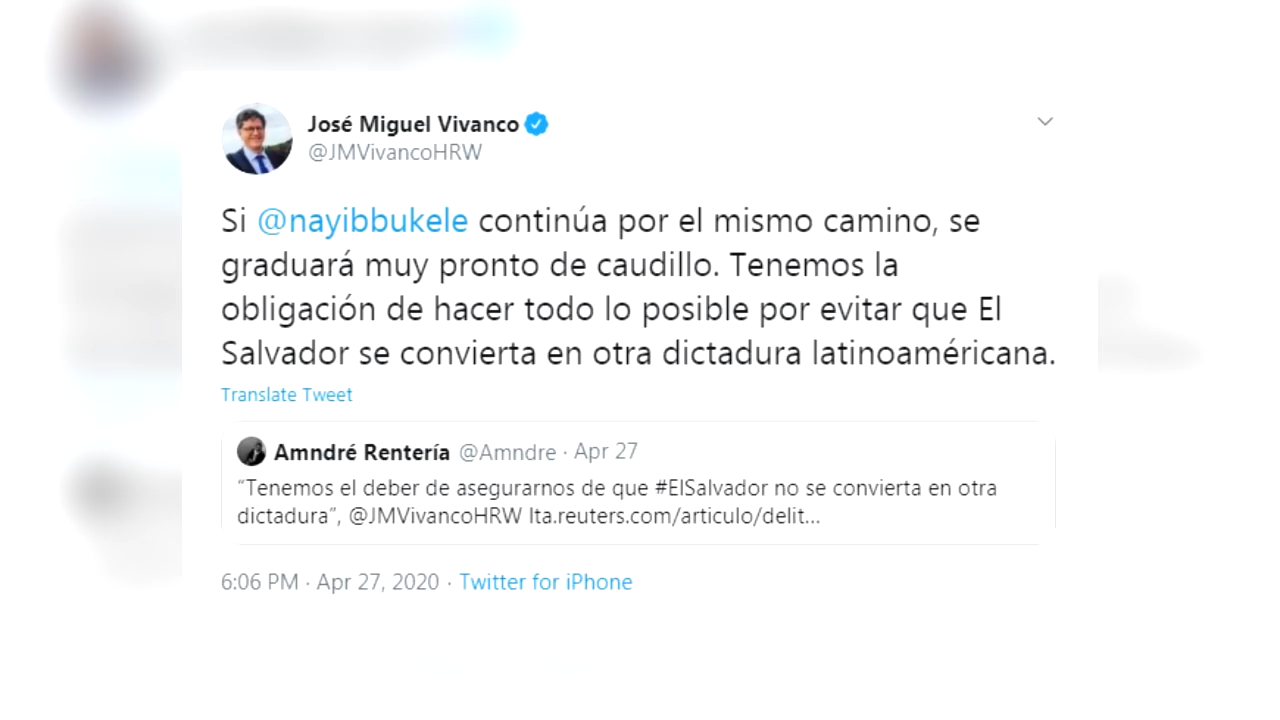 José Miguel Vivanco
@JMVivancoHRW
Si @nayibbukele continúa por el mismo camino, se
graduará muy pronto de caudillo. Tenemos la
obligación de hacer todo lo posible por evitar que El
Salvador se convierta en otra dictadura latinoaméricana.
Translate Tweet
Amndré Rentería @Amndre · Apr 27
“Tenemos el deber de asegurarnos de que #ElSalvador no se convierta en otra
dictadura”, @JMVivancoHRW lta.reuters.com/articulo/delit...
6:06 PM · Apr 27, 2020 · Twitter for iPhone